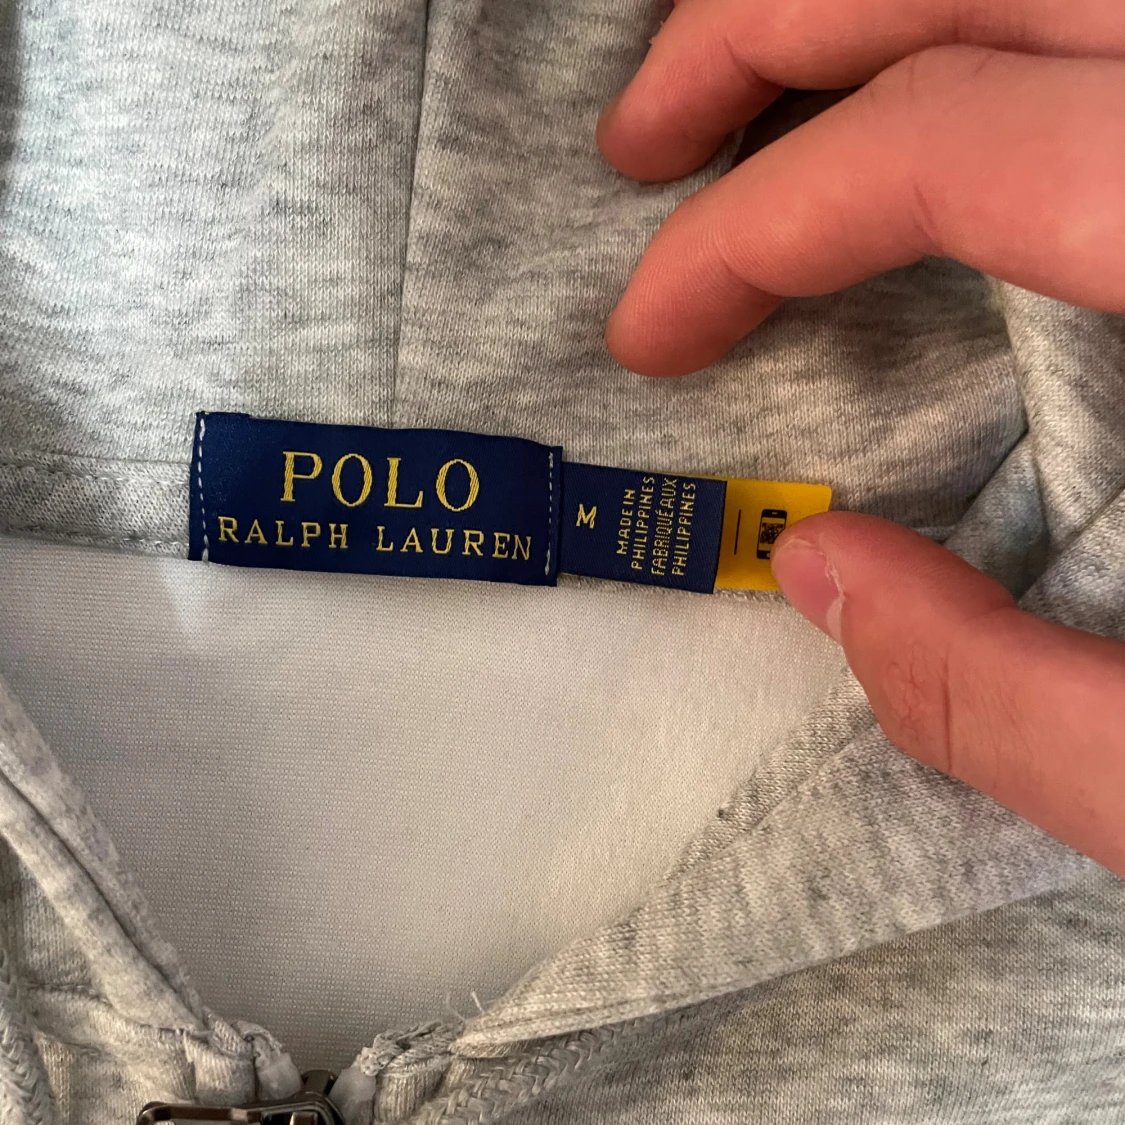 POLO
RALPH LAUREN
M
MADE IN
PHILIPPINES
FABRIQUÉ AUX
PHILIPPINES